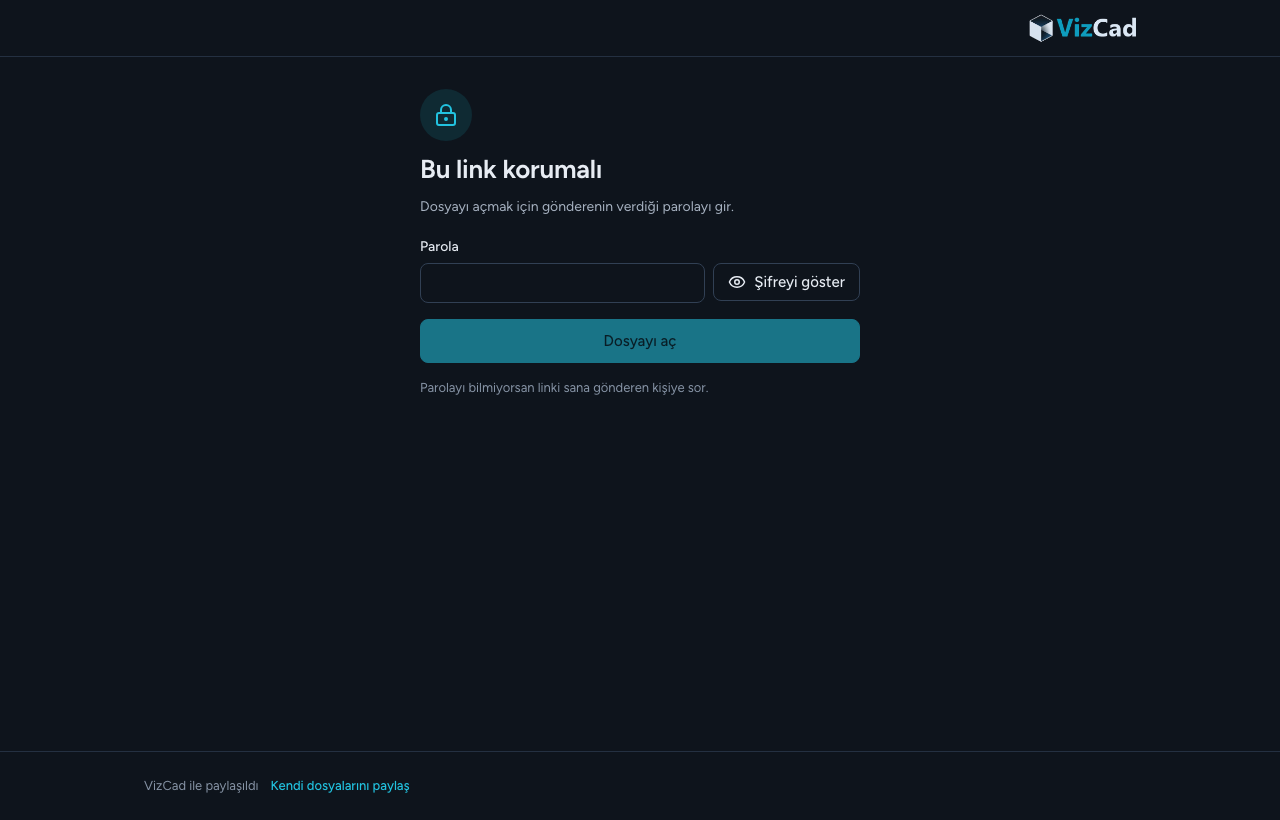 VizCad
Bu link korumalı
Dosyayı açmak için gönderenin verdiği parolayı gir.
Parola
Şifreyi göster
Dosyayı aç
Parolayı bilmiyorsan linki sana gönderen kişiye sor.
VizCad ile paylaşıldı Kendi dosyalarını paylaş